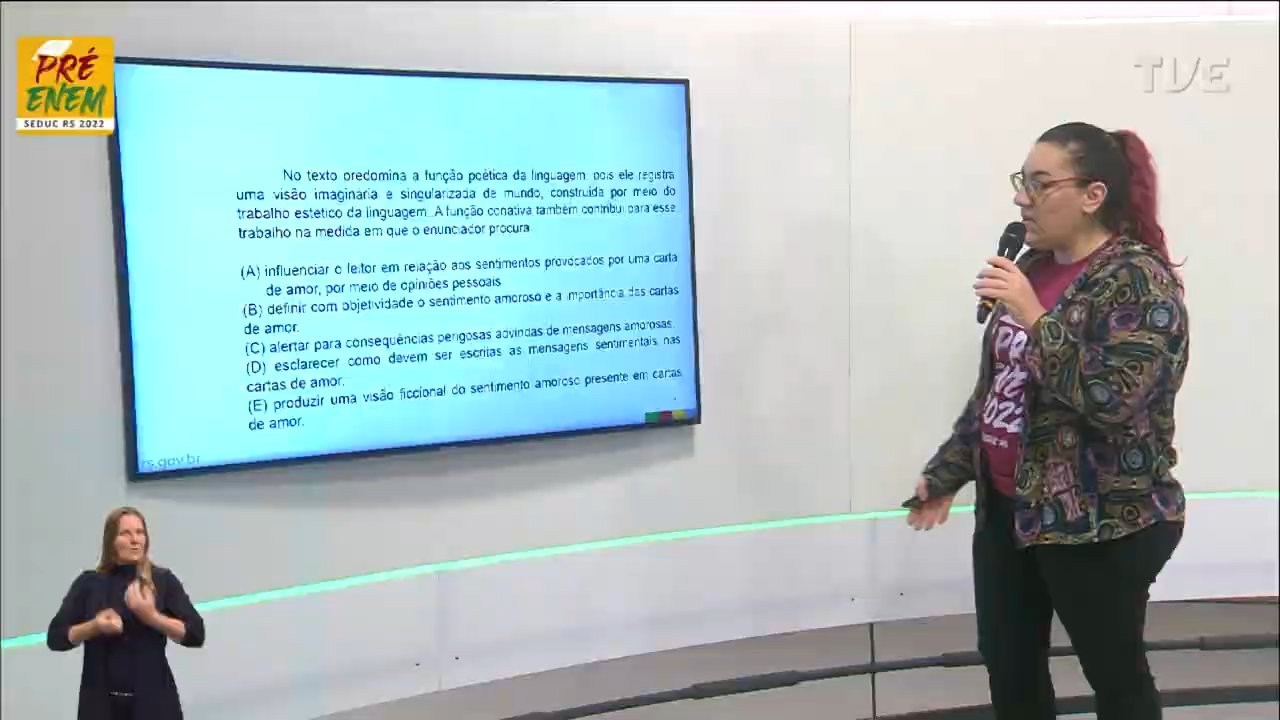 PRÉ
ENEM
SEDUC RS 2022
TVE
No texto predomina a função poética da linguagem, pois ele registra
uma visão imaginária e singularizada de mundo, construída por meio do
trabalho estético da linguagem. A função conativa também contribui para esse
trabalho na medida em que o enunciador procura
(A) influenciar o leitor em relação aos sentimentos provocados por uma carta
de amor, por meio de opiniões pessoais
(B) definir com objetividade o sentimento amoroso e a importância das cartas
de amor.
(C) alertar para consequências perigosas advindas de mensagens amorosas.
(D) esclarecer como devem ser escritas as mensagens sentimentais nas
cartas de amor.
(E) produzir uma visão ficcional do sentimento amoroso presente em cartas
de amor.
rs.gov.br
2022